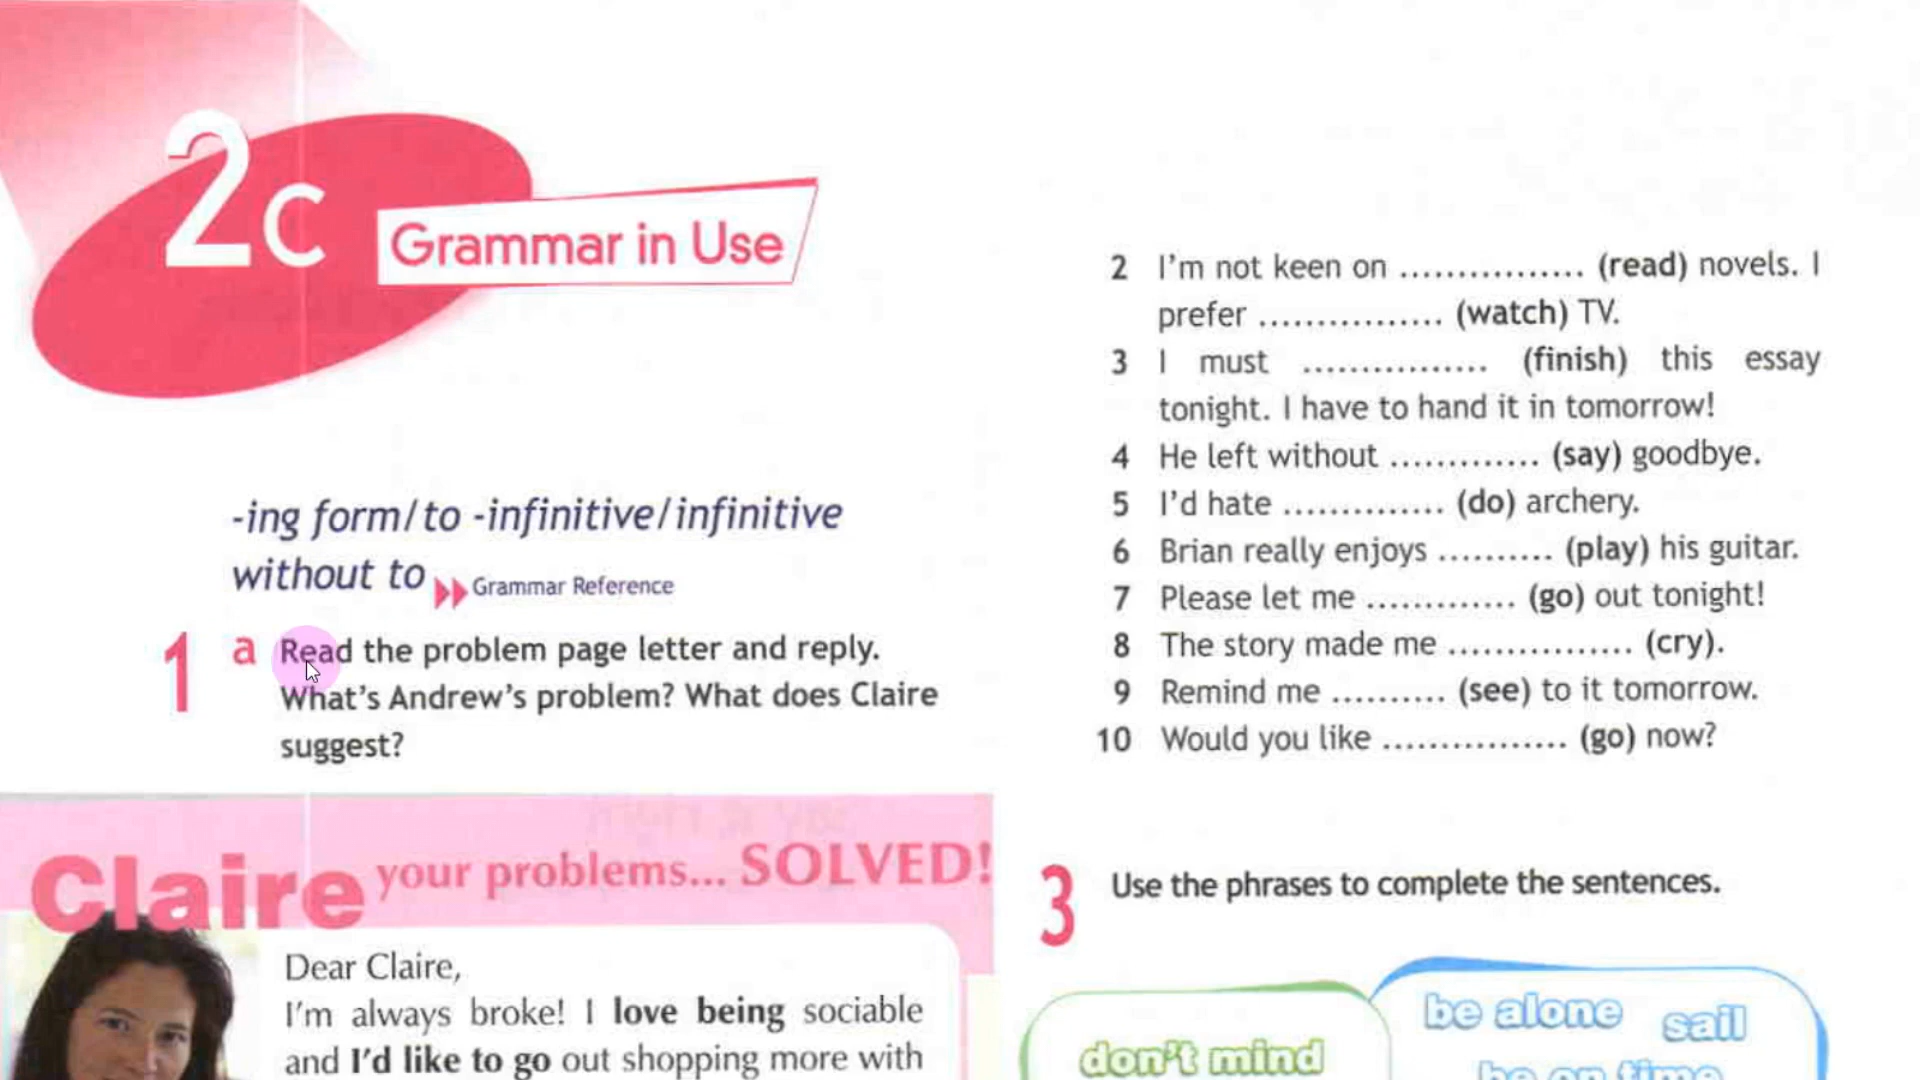 2c
Grammar in Use
-ing form/to -infinitive/infinitive
without to Grammar Reference
1 a Read the problem page letter and reply.
What's Andrew's problem? What does Claire
suggest?
Claire your problems... SOLVED!
Dear Claire,
I'm always broke! I love being sociable
and I'd like to go out shopping more with
2 I'm not keen on ................ (read) novels. I
prefer ................ (watch) TV.
3 I must ................ (finish) this essay
tonight. I have to hand it in tomorrow!
4 He left without ............. (say) goodbye.
5 I'd hate .............. (do) archery.
6 Brian really enjoys .......... (play) his guitar.
7 Please let me ............. (go) out tonight!
8 The story made me ................ (cry).
9 Remind me .......... (see) to it tomorrow.
10 Would you like ................ (go) now?
3 Use the phrases to complete the sentences.
don't mind
be alone sail
be on time